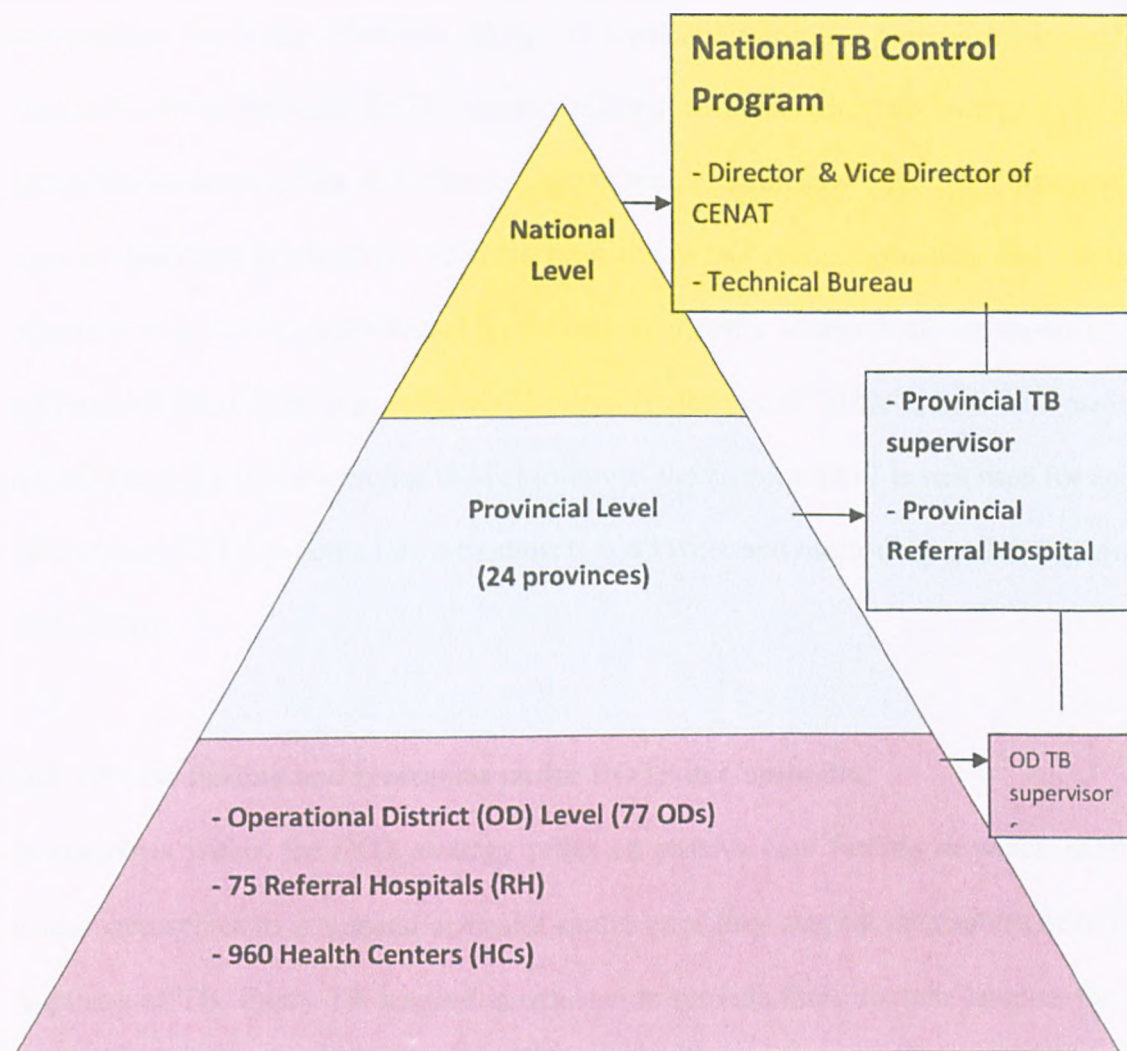 National TB Control
Program
- Director & Vice Director of
CENAT
- Technical Bureau
National
Level
- Provincial TB
supervisor
- Provincial
Referral Hospital
Provincial Level
(24 provinces)
OD TB
supervisor
-
- Operational District (OD) Level (77 ODs)
- 75 Referral Hospitals (RH)
- 960 Health Centers (HCs)